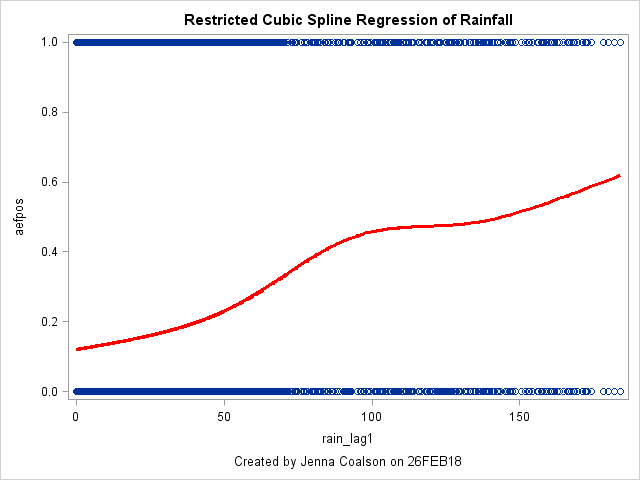 Restricted Cubic Spline Regression of Rainfall
1.0
0.8
0.6
0.4
0.2
0.0
aefpos
0
50
100
150
rain_lag1
Created by Jenna Coalson on 26FEB18